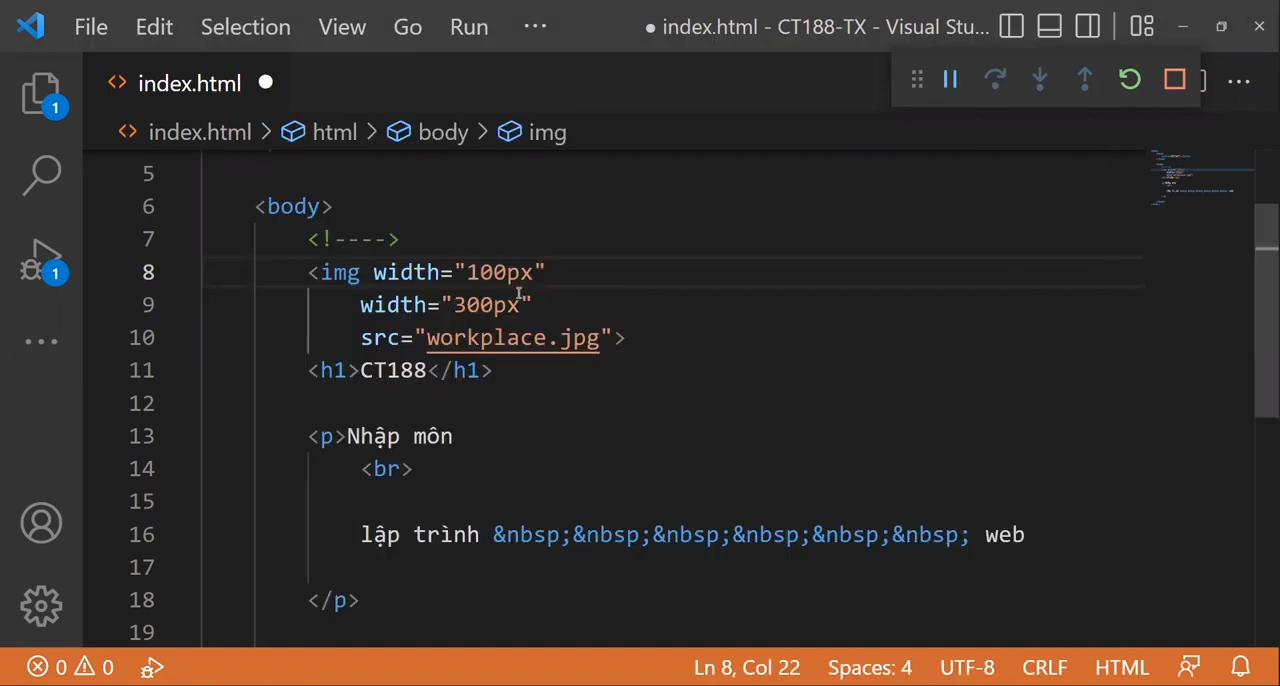 File Edit Selection View Go Run ··· ● index.html - CT188-TX - Visual Stu...
index.html ●
index.html > html > body > img
1
1
5
6 <body>
7 <!---->
8 <img width="100px"
9 width="300px"
10 src="workplace.jpg">
11 <h1>CT188</h1>
12
13 <p>Nhập môn
14 <br>
15
16 lập trình &nbsp;&nbsp;&nbsp;&nbsp;&nbsp;&nbsp; web
17
18 </p>
19
0 0 Ln 8, Col 22 Spaces: 4 UTF-8 CRLF HTML